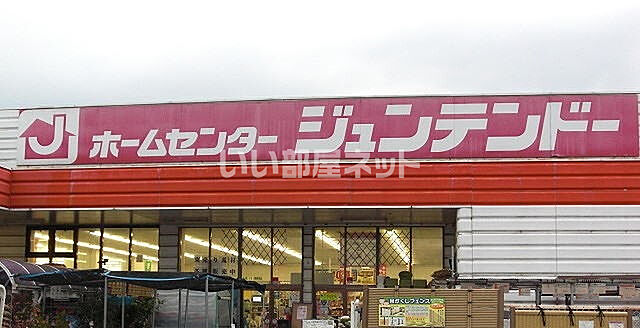 J ホームセンター ジュンテンドー
いい部屋ネット